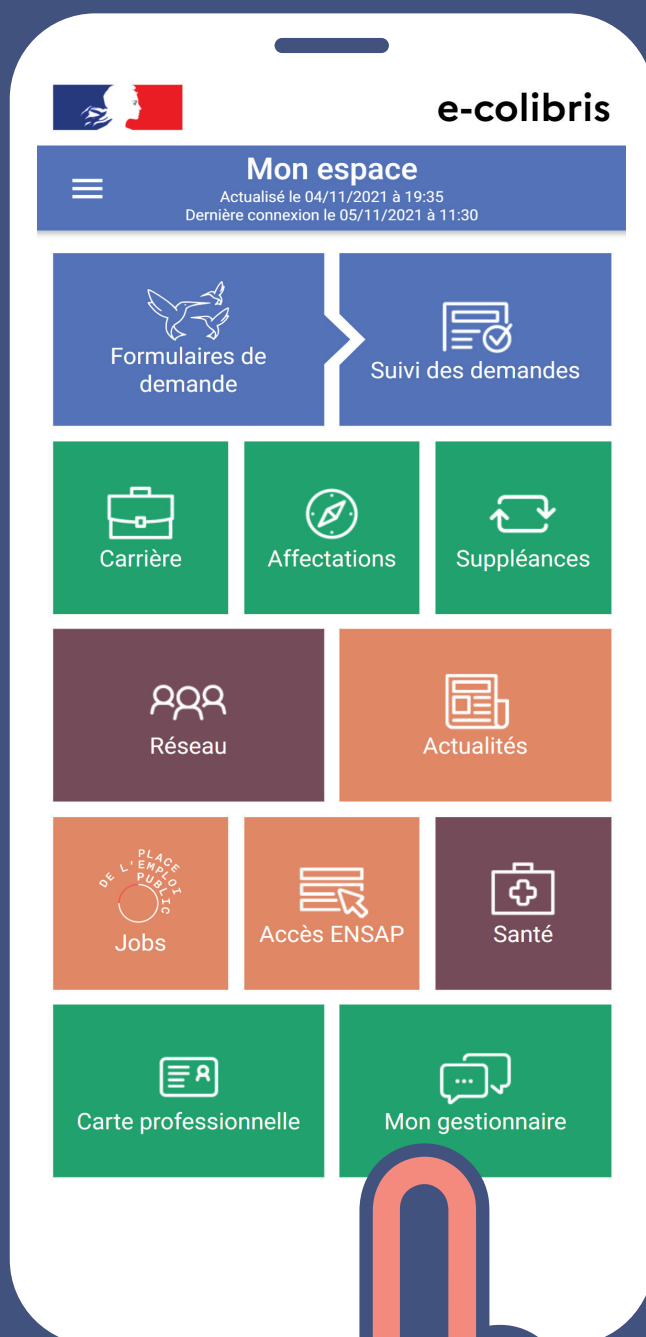 e-colibris
Mon espace
Actualisé le 04/11/2021 à 19:35
Dernière connexion le 05/11/2021 à 11:30
Formulaires de
demande
Suivi des demandes
Carrière
Affectations
Suppléances
Réseau
Actualités
PLACE
DE L'EMPLOI
PUBLIC
Jobs
Accès ENSAP
Santé
Carte professionnelle
Mon gestionnaire